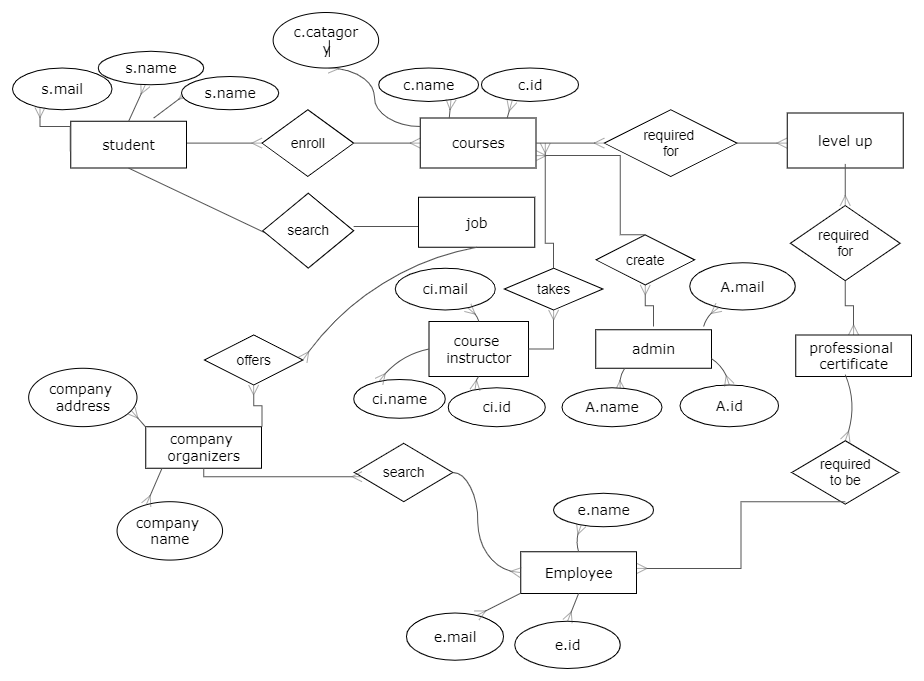 c.catagor
y
s.name
s.mail
s.name
c.name
c.id
student
enroll
courses
required
for
level up
search
job
required
for
create
ci.mail
takes
A.mail
course
instructor
admin
professional
certificate
offers
company
address
ci.name
ci.id
A.name
A.id
company
organizers
search
required
to be
company
name
e.name
Employee
e.mail
e.id